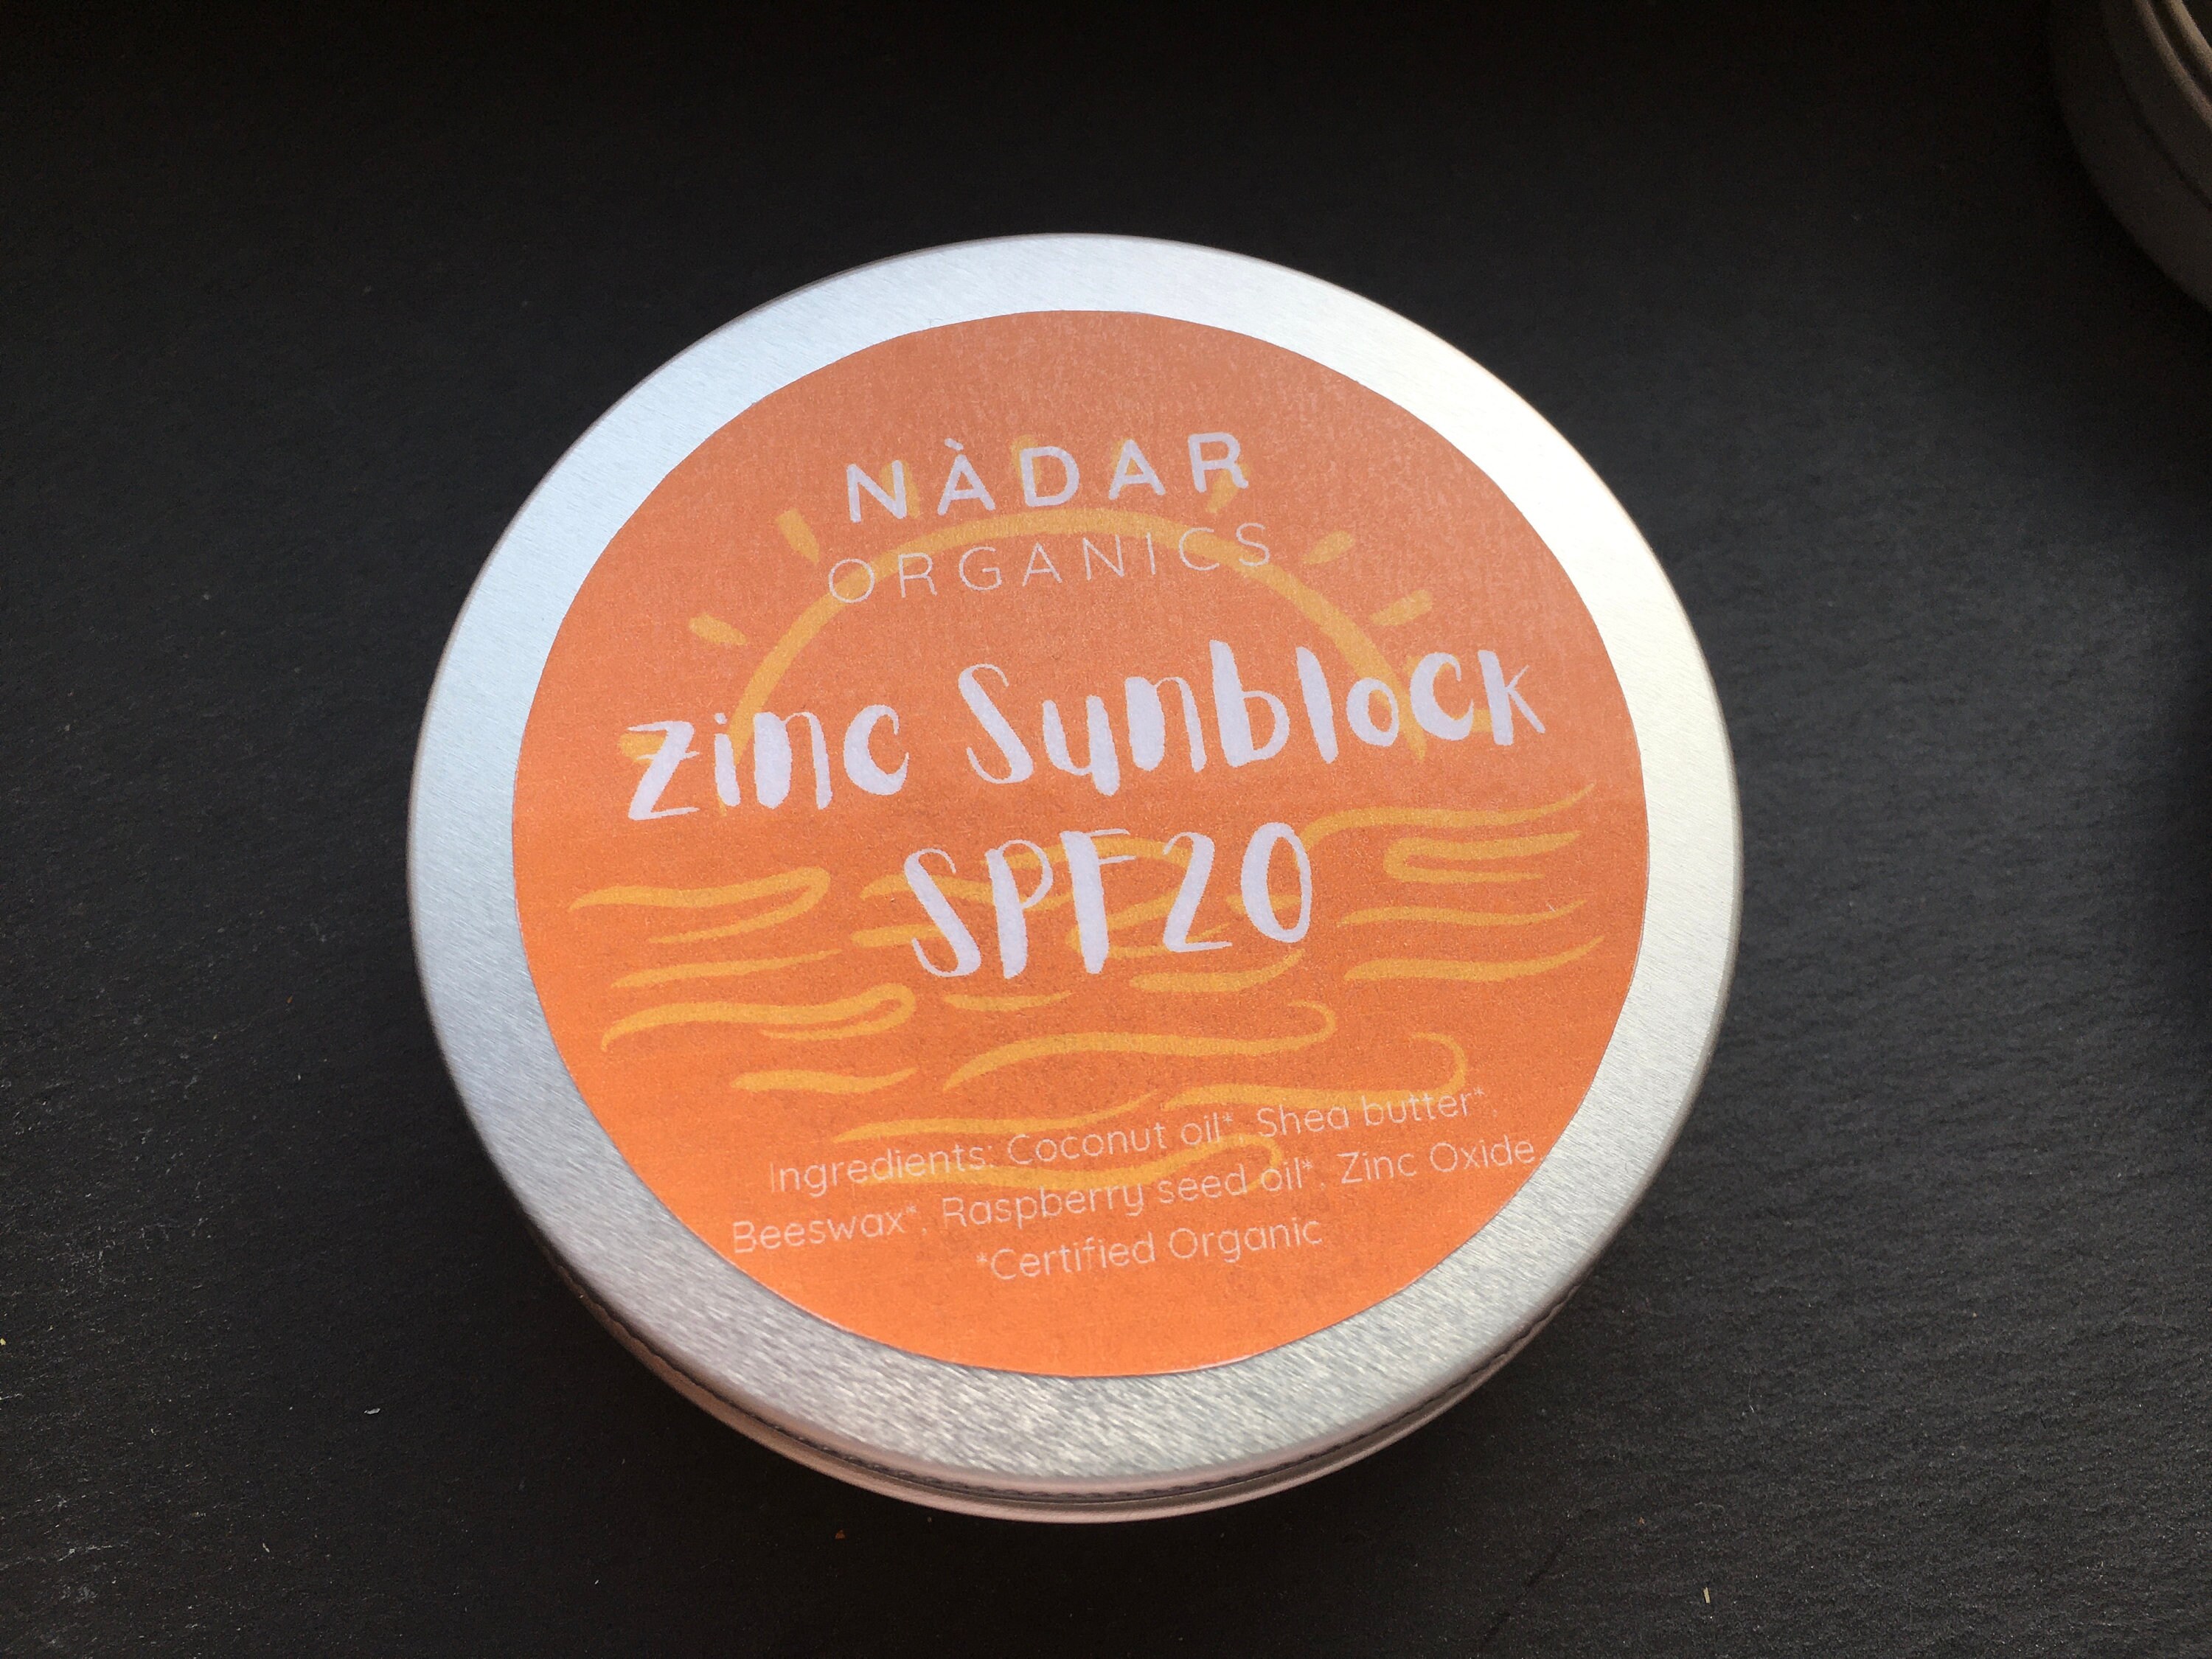 NÀDAR
ORGANICS
Zinc Sunblock
SPF20
Ingredients: Coconut oil*, Shea butter*,
Beeswax*, Raspberry seed oil*, Zinc Oxide
*Certified Organic